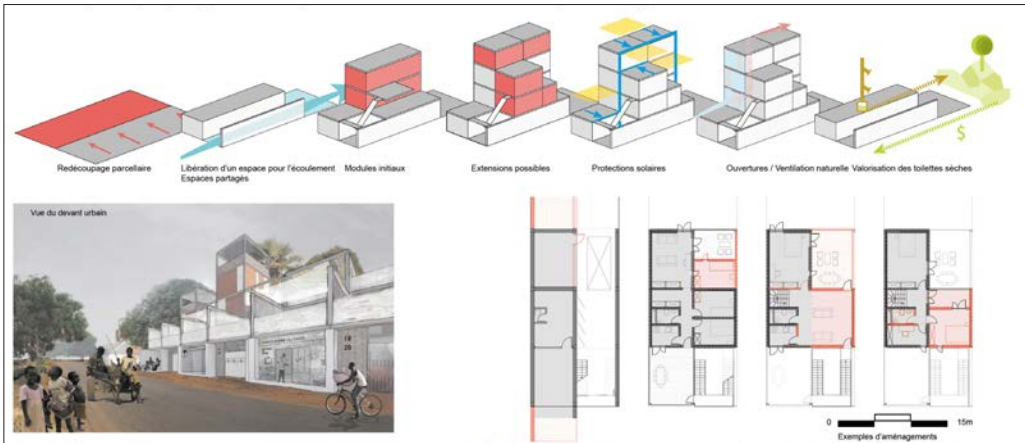 Redécoupage parcellaire
Libération d'un espace pour l'écoulement
Espaces partagés
Modules initiaux
Extensions possibles
Protections solaires
Ouvertures / Ventilation naturelle
Valorisation des toilettes sèches
$
Vue du devant urbain
0
15m
Exemples d'aménagements